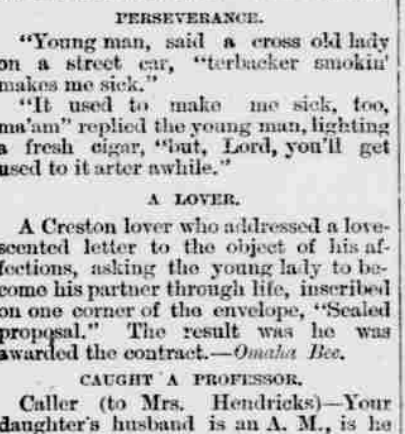 PERSEVERANCE.
"Young man, said a cross old lady
on a street car, "terbacker smokin'
makes me sick."
"It used to make me sick, too,
ma'am" replied the young man, lighting
a fresh cigar, "but, Lord, you'll get
used to it arter awhile."
A LOVER.
A Creston lover who addressed a love-
scented letter to the object of his af-
fections, asking the young lady to be-
come his partner through life, inscribed
on one corner of the envelope, "Sealed
proposal." The result was he was
awarded the contract.—Omaha Bee.
CAUGHT A PROFESSOR.
Caller (to Mrs. Hendricks)—Your
daughter's husband is an A. M., is he